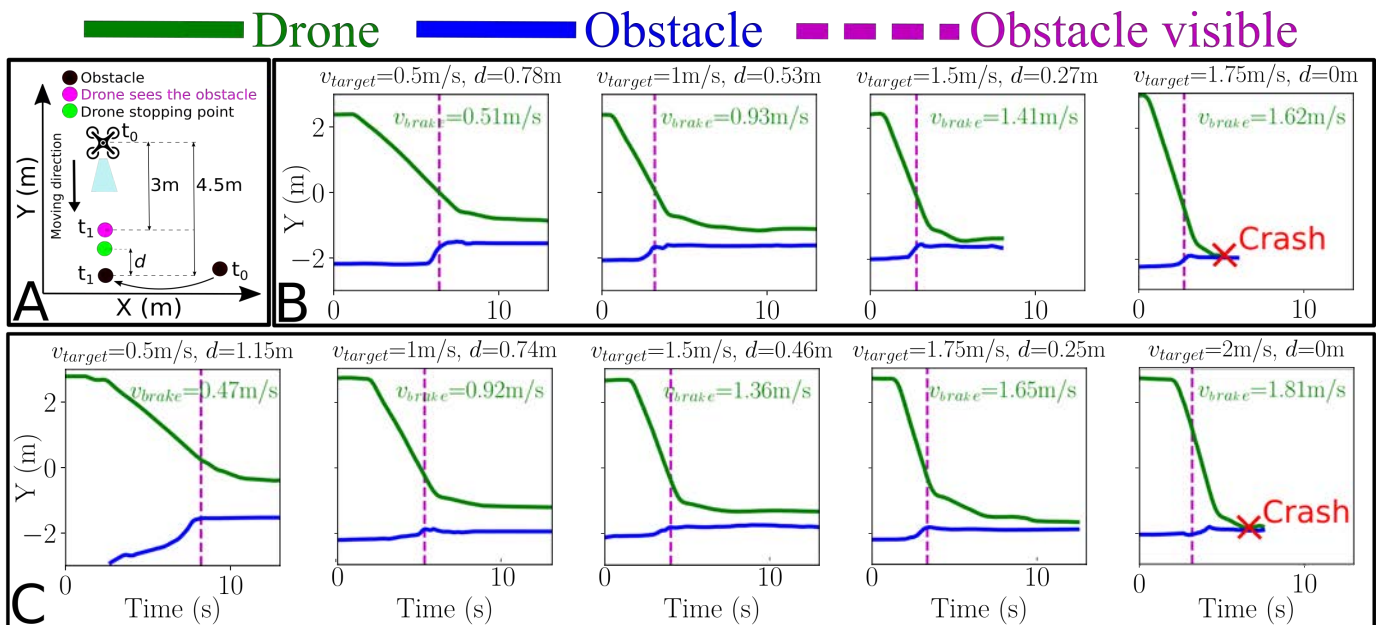 Drone Obstacle Obstacle visible
Obstacle
Drone sees the obstacle
Drone stopping point
t0
Moving direction
3m
4.5m
t1
d
t1
t0
Y (m)
X (m)
A
B
v_target=0.5m/s, d=0.78m
v_brake=0.51m/s
Y (m)
2
0
−2
0
10
v_target=1m/s, d=0.53m
v_brake=0.93m/s
0
10
v_target=1.5m/s, d=0.27m
v_brake=1.41m/s
0
10
v_target=1.75m/s, d=0m
v_brake=1.62m/s
Crash
0
10
C
v_target=0.5m/s, d=1.15m
v_brake=0.47m/s
Y (m)
2
0
−2
0
10
Time (s)
v_target=1m/s, d=0.74m
v_brake=0.92m/s
0
10
Time (s)
v_target=1.5m/s, d=0.46m
v_brake=1.36m/s
0
10
Time (s)
v_target=1.75m/s, d=0.25m
v_brake=1.65m/s
0
10
Time (s)
v_target=2m/s, d=0m
v_brake=1.81m/s
Crash
0
10
Time (s)